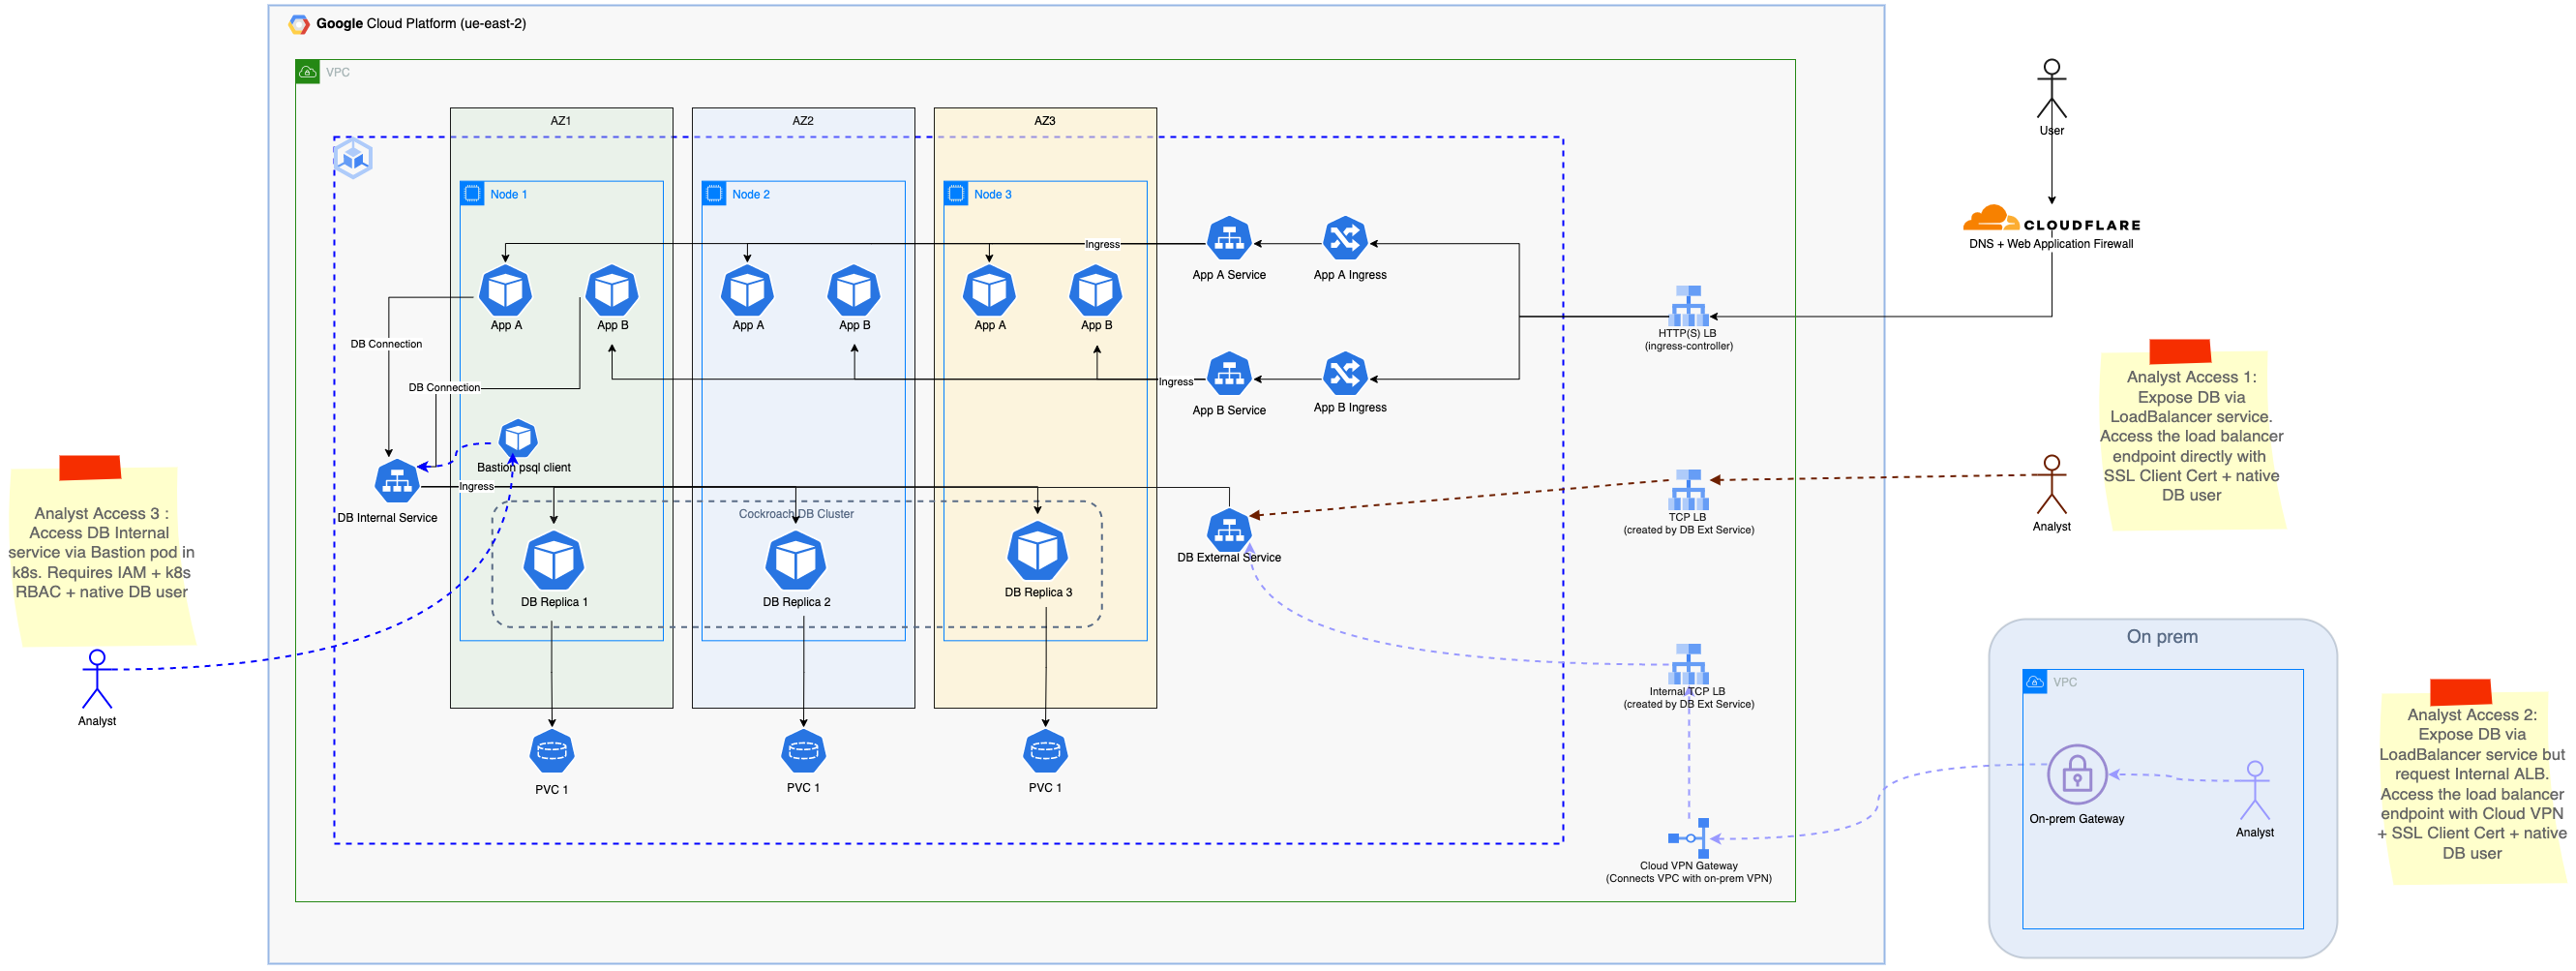 Google Cloud Platform (ue-east-2)
VPC
AZ1
AZ2
AZ3
Node 1
Node 2
Node 3
Ingress
App A Service
App A Ingress
App A
App B
App A
App B
App A
App B
DB Connection
DB Connection
Ingress
App B Service
App B Ingress
HTTP(S) LB
(ingress-controller)
User
CLOUDFLARE
DNS + Web Application Firewall
Analyst Access 1:
Expose DB via
LoadBalancer service.
Access the load balancer
endpoint directly with
SSL Client Cert + native
DB user
Analyst
Bastion psql client
Ingress
DB Internal Service
Cockroach DB Cluster
DB Replica 1
DB Replica 2
DB Replica 3
DB External Service
TCP LB
(created by DB Ext Service)
Analyst Access 3 :
Access DB Internal
service via Bastion pod in
k8s. Requires IAM + k8s
RBAC + native DB user
Analyst
PVC 1
PVC 1
PVC 1
Internal TCP LB
(created by DB Ext Service)
Cloud VPN Gateway
(Connects VPC with on-prem VPN)
On prem
VPC
On-prem Gateway
Analyst
Analyst Access 2:
Expose DB via
LoadBalancer service but
request Internal ALB.
Access the load balancer
endpoint with Cloud VPN
+ SSL Client Cert + native
DB user